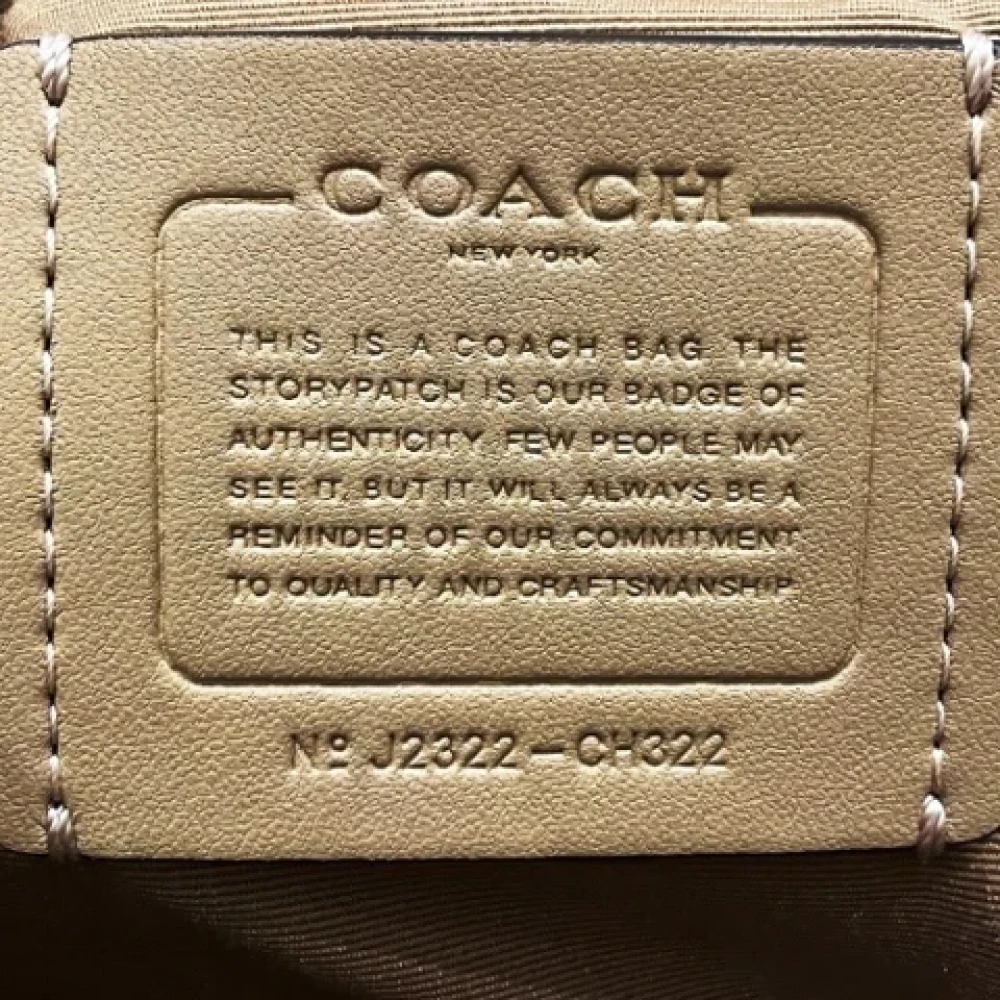 COACH
NEW YORK
THIS IS A COACH BAG. THE
STORYPATCH IS OUR BADGE OF
AUTHENTICITY. FEW PEOPLE MAY
SEE IT, BUT IT WILL ALWAYS BE A
REMINDER OF OUR COMMITMENT
TO QUALITY AND CRAFTSMANSHIP.
Nº J2322-CH322